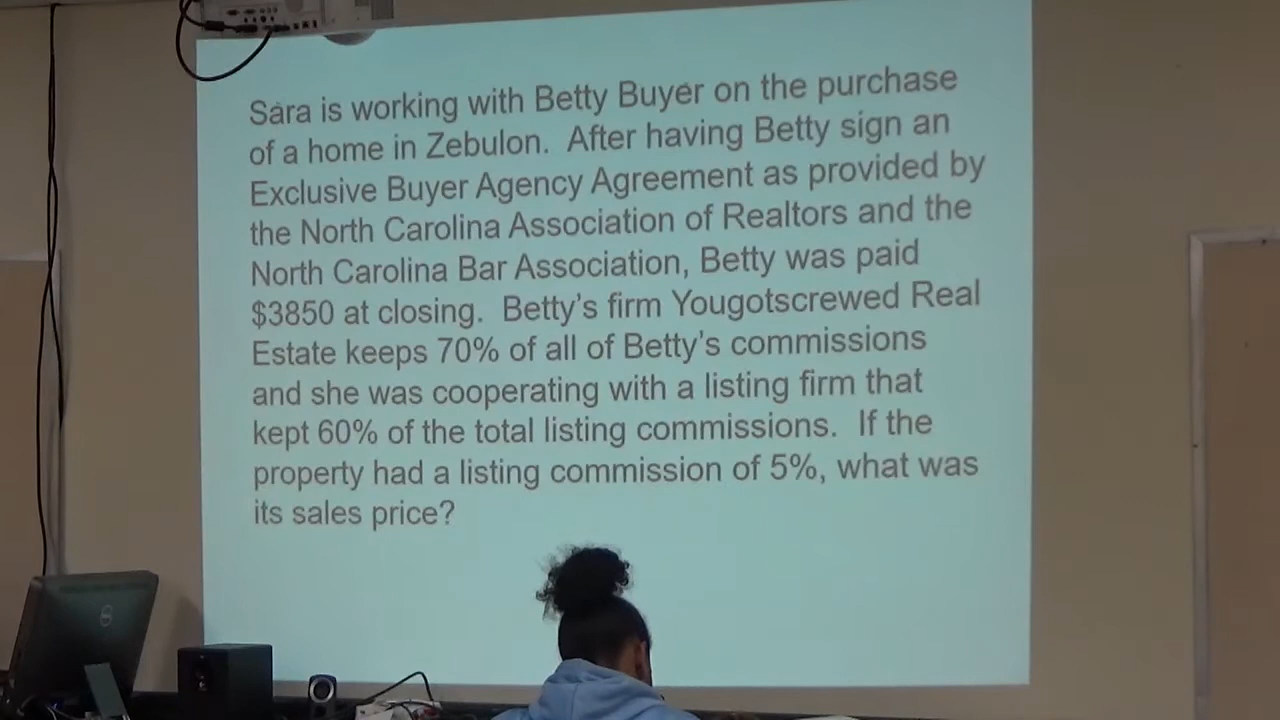 Sara is working with Betty Buyer on the purchase
of a home in Zebulon.  After having Betty sign an
Exclusive Buyer Agency Agreement as provided by
the North Carolina Association of Realtors and the
North Carolina Bar Association, Betty was paid
$3850 at closing.  Betty’s firm Yougotscrewed Real
Estate keeps 70% of all of Betty’s commissions
and she was cooperating with a listing firm that
kept 60% of the total listing commissions.  If the
property had a listing commission of 5%, what was
its sales price?